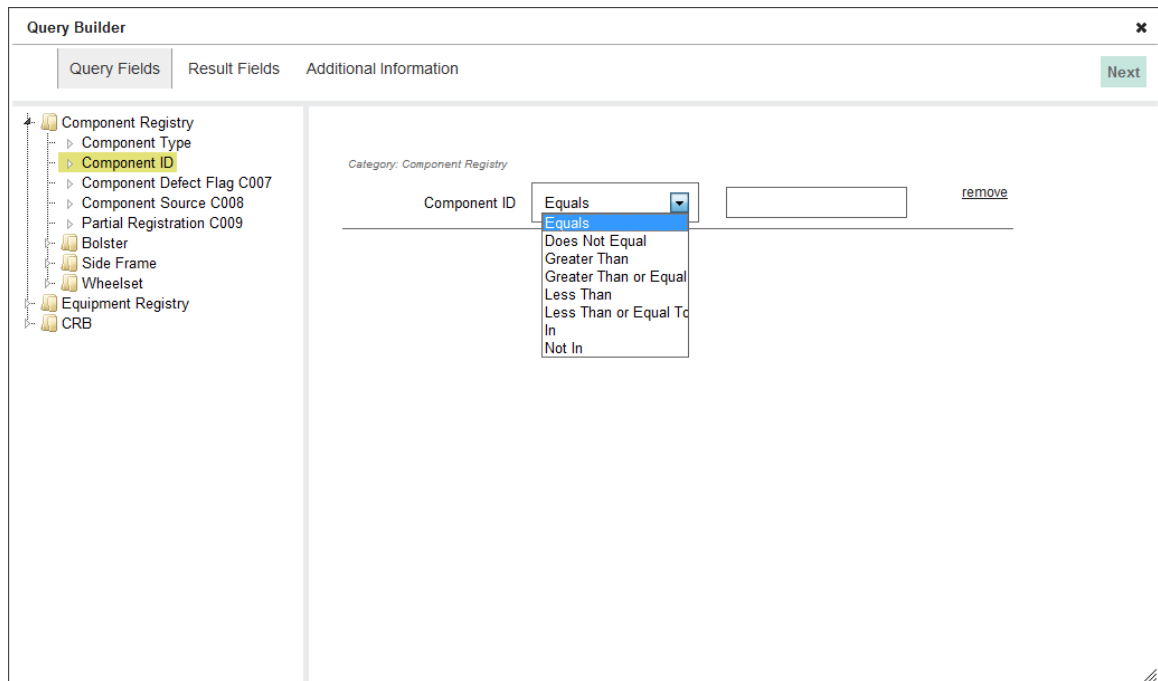 Query Builder
Query Fields Result Fields Additional Information Next
Component Registry
Component Type
Component ID
Component Defect Flag C007
Component Source C008
Partial Registration C009
Bolster
Side Frame
Wheelset
Equipment Registry
CRB
Category: Component Registry
Component ID Equals remove
Equals
Does Not Equal
Greater Than
Greater Than or Equal
Less Than
Less Than or Equal To
In
Not In